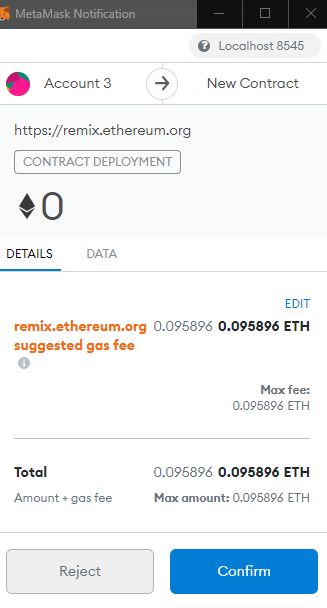 MetaMask Notification
Localhost 8545
Account 3
New Contract
https://remix.ethereum.org
CONTRACT DEPLOYMENT
0
DETAILS
DATA
EDIT
remix.ethereum.org 0.095896 0.095896 ETH
suggested gas fee
Max fee:
0.095896 ETH
Total 0.095896 0.095896 ETH
Amount + gas fee Max amount: 0.095896 ETH
Reject
Confirm